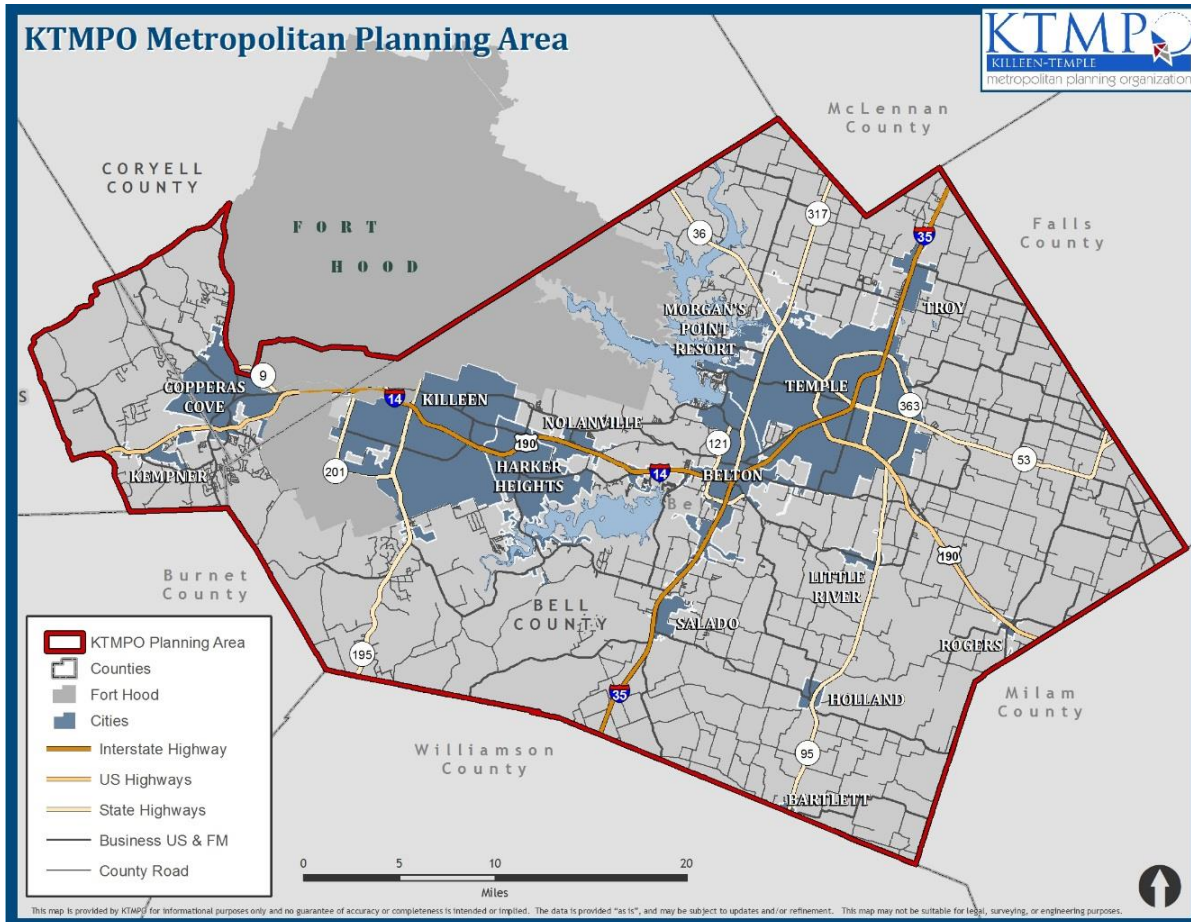 KTMPO Metropolitan Planning Area
KTMPO
KILLEEN-TEMPLE
metropolitan planning organization
McLennan
County
CORYELL
COUNTY
Falls
County
FORT
HOOD
317
36
35
TROY
MORGAN'S
POINT
RESORT
COPPERAS
COVE
9
14
KILLEEN
TEMPLE
363
NOLANVILLE
190
121
53
201
HARKER
HEIGHTS
14
BELTON
KEMPNER
190
LITTLE
RIVER
Burnet
County
BELL
COUNTY
SALADO
ROGERS
195
35
HOLLAND
Milam
County
Williamson
County
95
BARTLETT
KTMPO Planning Area
Counties
Fort Hood
Cities
Interstate Highway
US Highways
State Highways
Business US & FM
County Road
0 5 10 20
Miles
This map is provided by KTMPO for informational purposes only and no guarantee of accuracy or completeness is intended or implied. The data is provided "as is", and may be subject to updates and/or refinement. This map may not be suitable for legal, surveying, or engineering purposes.